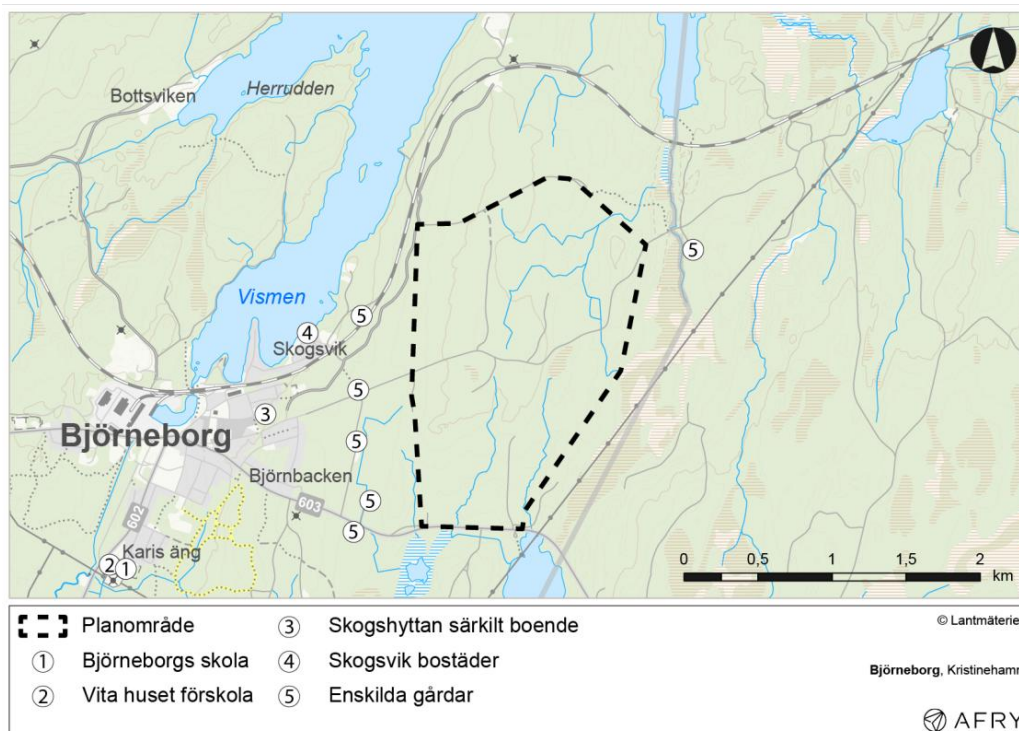 Bottsviken
Herrudden
Vismen
4
Skogsvik
5
5
5
3
Björneborg
5
Björnbacken
5
603
5
602
Karis äng
2
1
0
0,5
1
1,5
2
km
Planområde
1 Björneborgs skola
2 Vita huset förskola
3 Skogshyttan särkilt boende
4 Skogsvik bostäder
5 Enskilda gårdar
© Lantmäterie
Björneborg, Kristinehamn
AFRY